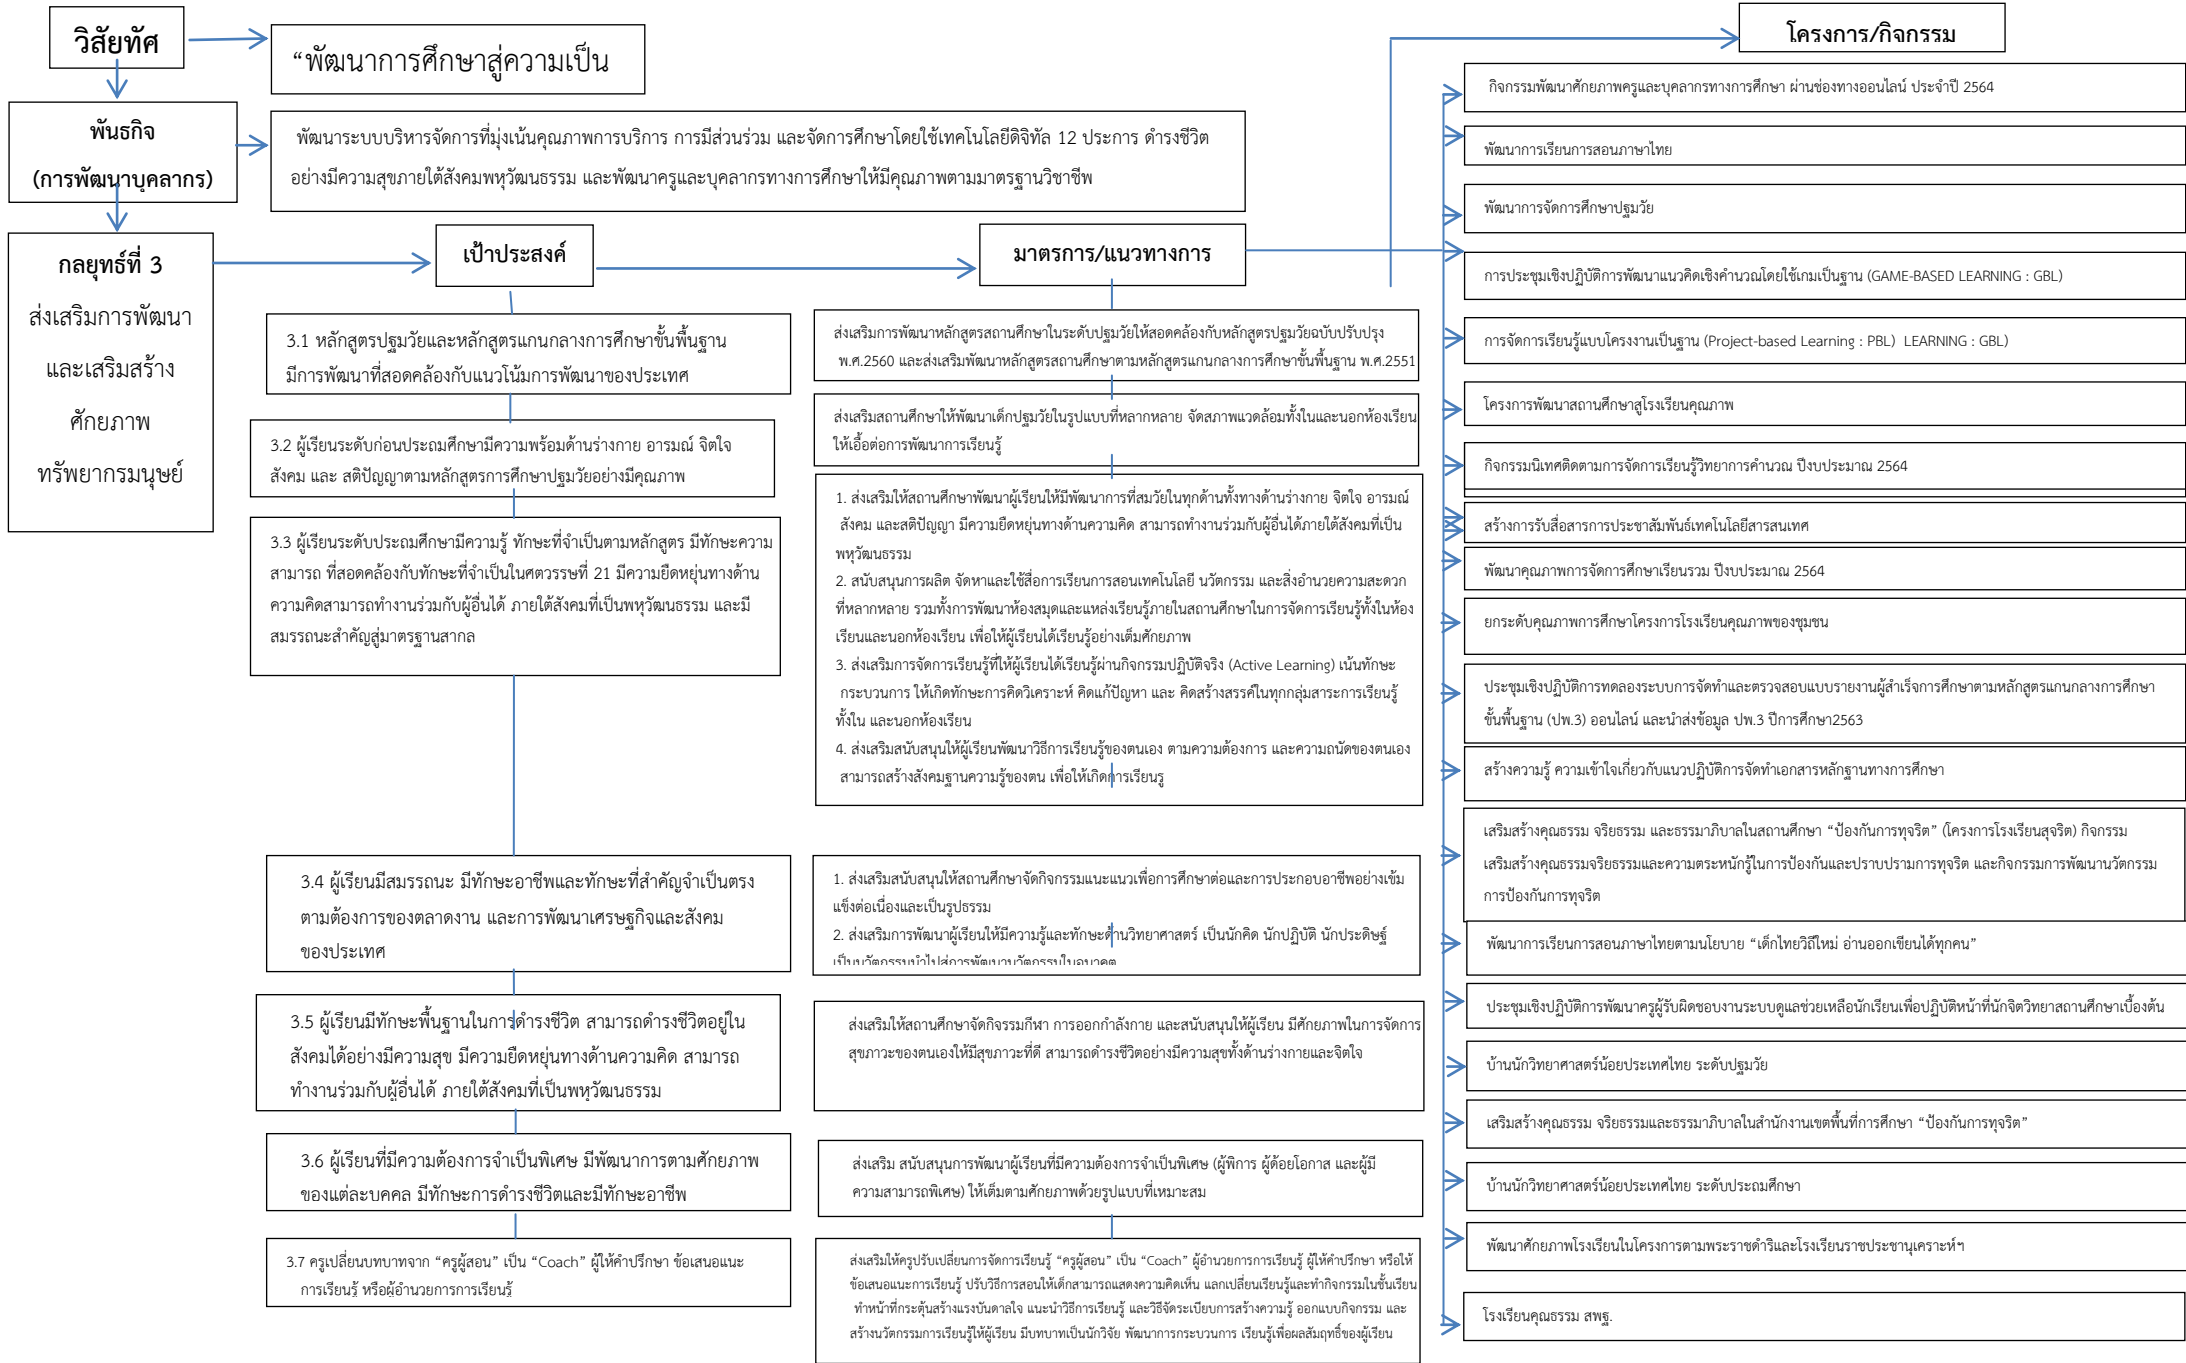 วิสัยทัศ
“พัฒนาการศึกษาสู่ความเป็น
พันธกิจ
(การพัฒนาบุคลากร)
พัฒนาระบบบริหารจัดการที่มุ่งเน้นคุณภาพการบริการ การมีส่วนร่วม และจัดการศึกษาโดยใช้เทคโนโลยีดิจิทัล 12 ประการ ดำรงชีวิต
อย่างมีความสุขภายใต้สังคมพหุวัฒนธรรม และพัฒนาครูและบุคลากรทางการศึกษาให้มีคุณภาพตามมาตรฐานวิชาชีพ
กลยุทธ์ที่ 3
ส่งเสริมการพัฒนา
และเสริมสร้าง
ศักยภาพ
ทรัพยากรมนุษย์
เป้าประสงค์
3.1 หลักสูตรปฐมวัยและหลักสูตรแกนกลางการศึกษาขั้นพื้นฐาน
มีการพัฒนาที่สอดคล้องกับแนวโน้มการพัฒนาของประเทศ
3.2 ผู้เรียนระดับก่อนประถมศึกษามีความพร้อมด้านร่างกาย อารมณ์ จิตใจ
สังคม และ สติปัญญาตามหลักสูตรการศึกษาปฐมวัยอย่างมีคุณภาพ
3.3 ผู้เรียนระดับประถมศึกษามีความรู้ ทักษะที่จำเป็นตามหลักสูตร มีทักษะความ
สามารถ ที่สอดคล้องกับทักษะที่จำเป็นในศตวรรษที่ 21 มีความยืดหยุ่นทางด้าน
ความคิดสามารถทำงานร่วมกับผู้อื่นได้ ภายใต้สังคมที่เป็นพหุวัฒนธรรม และมี
สมรรถนะสำคัญสู่มาตรฐานสากล
3.4 ผู้เรียนมีสมรรถนะ มีทักษะอาชีพและทักษะที่สำคัญจำเป็นตรง
ตามต้องการของตลาดงาน และการพัฒนาเศรษฐกิจและสังคม
ของประเทศ
3.5 ผู้เรียนมีทักษะพื้นฐานในการดำรงชีวิต สามารถดำรงชีวิตอยู่ใน
สังคมได้อย่างมีความสุข มีความยืดหยุ่นทางด้านความคิด สามารถ
ทำงานร่วมกับผู้อื่นได้ ภายใต้สังคมที่เป็นพหุวัฒนธรรม
3.6 ผู้เรียนที่มีความต้องการจำเป็นพิเศษ มีพัฒนาการตามศักยภาพ
ของแต่ละบุคคล มีทักษะการดำรงชีวิตและมีทักษะอาชีพ
3.7 ครูเปลี่ยนบทบาทจาก “ครูผู้สอน” เป็น “Coach” ผู้ให้คำปรึกษา ข้อเสนอแนะ
การเรียนรู้ หรือผู้อำนวยการการเรียนรู้
มาตรการ/แนวทางการ
ส่งเสริมการพัฒนาหลักสูตรสถานศึกษาในระดับปฐมวัยให้สอดคล้องกับหลักสูตรปฐมวัยฉบับปรับปรุง
พ.ศ.2560 และส่งเสริมพัฒนาหลักสูตรสถานศึกษาตามหลักสูตรแกนกลางการศึกษาขั้นพื้นฐาน พ.ศ.2551
ส่งเสริมสถานศึกษาให้พัฒนาเด็กปฐมวัยในรูปแบบที่หลากหลาย จัดสภาพแวดล้อมทั้งในและนอกห้องเรียน
ให้เอื้อต่อการพัฒนาการเรียนรู้
1. ส่งเสริมให้สถานศึกษาพัฒนาผู้เรียนให้มีพัฒนาการที่สมวัยในทุกด้านทั้งทางด้านร่างกาย จิตใจ อารมณ์
สังคม และสติปัญญา มีความยืดหยุ่นทางด้านความคิด สามารถทำงานร่วมกับผู้อื่นได้ภายใต้สังคมที่เป็น
พหุวัฒนธรรม
2. สนับสนุนการผลิต จัดหาและใช้สื่อการเรียนการสอนเทคโนโลยี นวัตกรรม และสิ่งอำนวยความสะดวก
ที่หลากหลาย รวมทั้งการพัฒนาห้องสมุดและแหล่งเรียนรู้ภายในสถานศึกษาในการจัดการเรียนรู้ทั้งในห้อง
เรียนและนอกห้องเรียน เพื่อให้ผู้เรียนได้เรียนรู้อย่างเต็มศักยภาพ
3. ส่งเสริมการจัดการเรียนรู้ที่ให้ผู้เรียนได้เรียนรู้ผ่านกิจกรรมปฏิบัติจริง (Active Learning) เน้นทักษะ
กระบวนการ ให้เกิดทักษะการคิดวิเคราะห์ คิดแก้ปัญหา และ คิดสร้างสรรค์ในทุกกลุ่มสาระการเรียนรู้
ทั้งใน และนอกห้องเรียน
4. ส่งเสริมสนับสนุนให้ผู้เรียนพัฒนาวิธีการเรียนรู้ของตนเอง ตามความต้องการ และความถนัดของตนเอง
สามารถสร้างสังคมฐานความรู้ของตน เพื่อให้เกิดการเรียนรู
1. ส่งเสริมสนับสนุนให้สถานศึกษาจัดกิจกรรมแนะแนวเพื่อการศึกษาต่อและการประกอบอาชีพอย่างเข้ม
แข็งต่อเนื่องและเป็นรูปธรรม
2. ส่งเสริมการพัฒนาผู้เรียนให้มีความรู้และทักษะด้านวิทยาศาสตร์ เป็นนักคิด นักปฏิบัติ นักประดิษฐ์
เป็นนวัตกรรมนำไปสู่การพัฒนานวัตกรรมในอนาคต
ส่งเสริมให้สถานศึกษาจัดกิจรรมกีฬา การออกกำลังกาย และสนับสนุนให้ผู้เรียน มีศักยภาพในการจัดการ
สุขภาวะของตนเองให้มีสุขภาวะที่ดี สามารถดำรงชีวิตอย่างมีความสุขทั้งด้านร่างกายและจิตใจ
ส่งเสริม สนับสนุนการพัฒนาผู้เรียนที่มีความต้องการจำเป็นพิเศษ (ผู้พิการ ผู้ด้อยโอกาส และผู้มี
ความสามารถพิเศษ) ให้เต็มตามศักยภาพด้วยรูปแบบที่เหมาะสม
ส่งเสริมให้ครูปรับเปลี่ยนการจัดการเรียนรู้ “ครูผู้สอน” เป็น “Coach” ผู้อำนวยการการเรียนรู้ ผู้ให้คำปรึกษา หรือให้
ข้อเสนอแนะการเรียนรู้ ปรับวิธีการสอนให้เด็กสามารถแสดงความคิดเห็น แลกเปลี่ยนเรียนรู้และทำกิจกรรมในชั้นเรียน
ทำหน้าที่กระตุ้นสร้างแรงบันดาลใจ แนะนำวิธีการเรียนรู้ และวิธีจัดระเบียบการสร้างความรู้ ออกแบบกิจกรรม และ
สร้างนวัตกรรมการเรียนรู้ให้ผู้เรียน มีบทบาทเป็นนักวิจัย พัฒนาการกระบวนการ เรียนรู้เพื่อผลสัมฤทธิ์ของผู้เรียน
โครงการ/กิจกรรม
กิจกรรมพัฒนาศักยภาพครูและบุคลากรทางการศึกษา ผ่านช่องทางออนไลน์ ประจำปี 2564
พัฒนาการเรียนการสอนภาษาไทย
พัฒนาการจัดการศึกษาปฐมวัย
การประชุมเชิงปฏิบัติการการพัฒนาแนวคิดเชิงคำนวณโดยใช้เกมเป็นฐาน (GAME-BASED LEARNING : GBL)
การจัดการเรียนรู้แบบโครงงานเป็นฐาน (Project-based Learning : PBL) LEARNING : GBL)
โครงการพัฒนาสถานศึกษาสูโรงเรียนคุณภาพ
กิจกรรมนิเทศติดตามการจัดการเรียนรู้วิทยาการคำนวณ ปีงบประมาณ 2564
สร้างการรับสื่อสารการประชาสัมพันธ์เทคโนโลยีสารสนเทศ
พัฒนาคุณภาพการจัดการศึกษาเรียนรวม ปีงบประมาณ 2564
ยกระดับคุณภาพการศึกษาโครงการโรงเรียนคุณภาพของชุมชน
ประชุมเชิงปฏิบัติการทดลองระบบการจัดทำและตรวจสอบแบบรายงานผู้สำเร็จการศึกษาตามหลักสูตรแกนกลางการศึกษา
ขั้นพื้นฐาน (ปพ.3) ออนไลน์ และนำส่งข้อมูล ปพ.3 ปีการศึกษา2563
สร้างความรู้ ความเข้าใจเกี่ยวกับแนวปฏิบัติการจัดทำเอกสารหลักฐานทางการศึกษา
เสริมสร้างคุณธรรม จริยธรรม และธรรมาภิบาลในสถานศึกษา “ป้องกันการทุจริต” (โครงการโรงเรียนสุจริต) กิจกรรม
เสริมสร้างคุณธรรมจริยธรรมและความตระหนักรู้ในการป้องกันและปราบปรามการทุจริต และกิจกรรมการพัฒนานวัตกรรม
การป้องกันการทุจริต
พัฒนาการเรียนการสอนภาษาไทยตามนโยบาย “เด็กไทยวิถีใหม่ อ่านออกเขียนได้ทุกคน”
ประชุมเชิงปฏิบัติการการพัฒนาครูผู้รับผิดชอบงานระบบดูแลช่วยเหลือนักเรียนเพื่อปฏิบัติหน้าที่นักจิตวิทยาสถานศึกษาเบื้องต้น
บ้านนักวิทยาศาสตร์น้อยประเทศไทย ระดับปฐมวัย
เสริมสร้างคุณธรรม จริยธรรมและธรรมาภิบาลในสำนักงานเขตพื้นที่การศึกษา “ป้องกันการทุจริต”
บ้านนักวิทยาศาสตร์น้อยประเทศไทย ระดับประถมศึกษา
พัฒนาศักยภาพโรงเรียนในโครงการตามพระราชดำริและโรงเรียนราชประชานุเคราะห์ฯ
โรงเรียนคุณธรรม สพฐ.